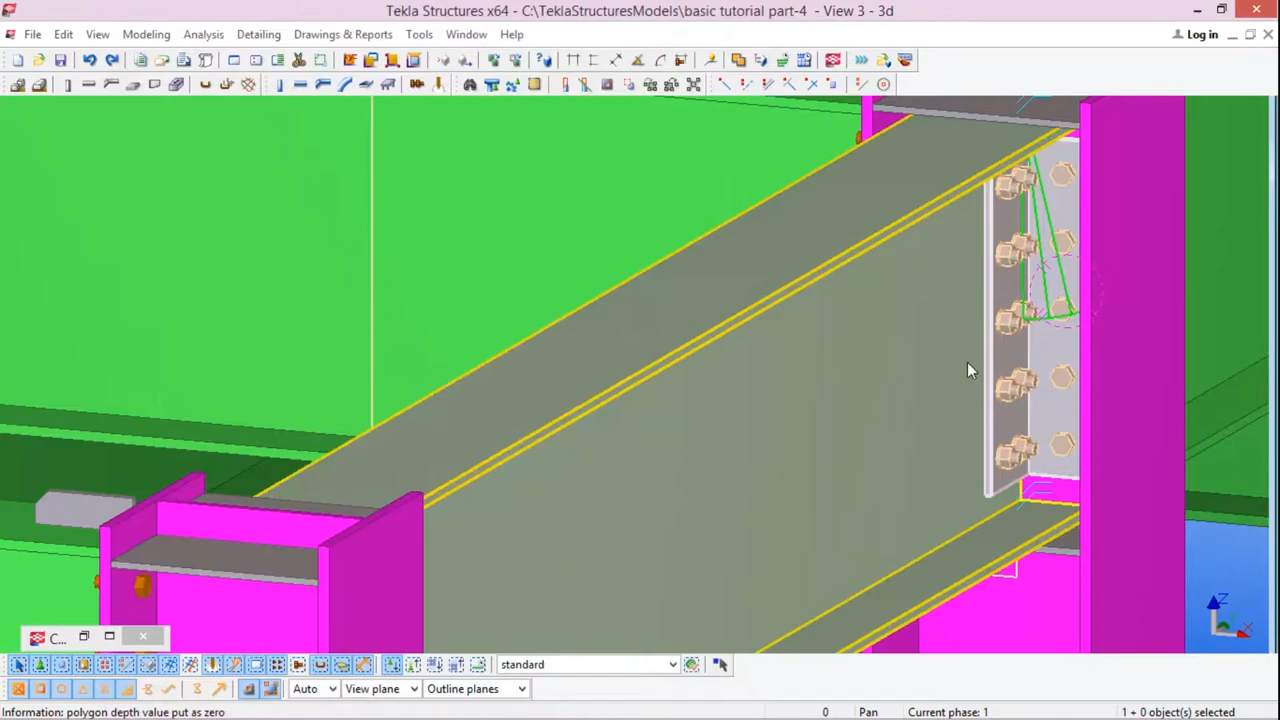 Tekla Structures x64 - C:\TeklaStructuresModels\basic tutorial part-4 - View 3 - 3d
File Edit View Modeling Analysis Detailing Drawings & Reports Tools Window Help Log in
Z
X
C...
standard
Auto View plane Outline planes
Information: polygon depth value put as zero 0 Pan Current phase: 1 1 + 0 object(s) selected